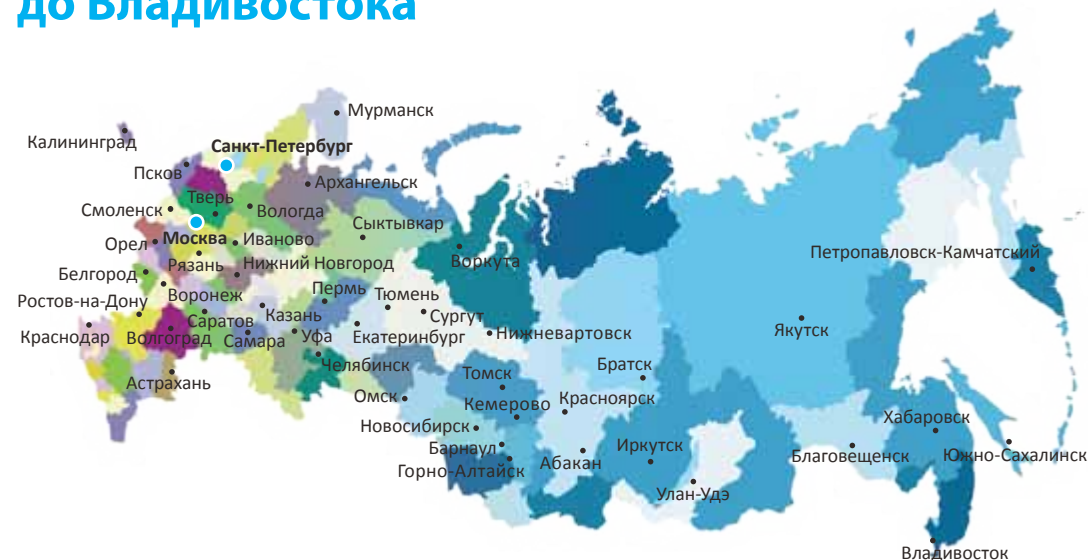 до Владивостока
Мурманск
Калининград
Санкт-Петербург
Псков
Архангельск
Тверь
Смоленск
Вологда
Сыктывкар
Орел
Москва
Иваново
Петропавловск-Камчатский
Рязань
Нижний Новгород
Воркута
Белгород
Пермь
Тюмень
Воронеж
Ростов-на-Дону
Казань
Сургут
Саратов
Якутск
Краснодар
Волгоград
Самара
Уфа
Екатеринбург
Нижневартовск
Челябинск
Братск
Астрахань
Томск
Омск
Кемерово
Красноярск
Хабаровск
Новосибирск
Барнаул
Иркутск
Благовещенск
Южно-Сахалинск
Горно-Алтайск
Абакан
Улан-Удэ
Владивосток